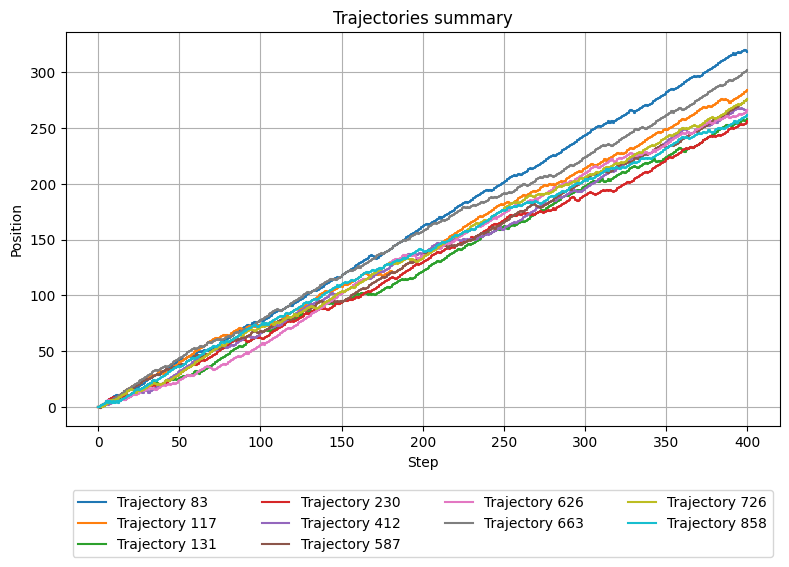 Trajectories summary
Position
300
250
200
150
100
50
0
0 50 100 150 200 250 300 350 400
Step
Trajectory 83 Trajectory 230 Trajectory 626 Trajectory 726
Trajectory 117 Trajectory 412 Trajectory 663 Trajectory 858
Trajectory 131 Trajectory 587